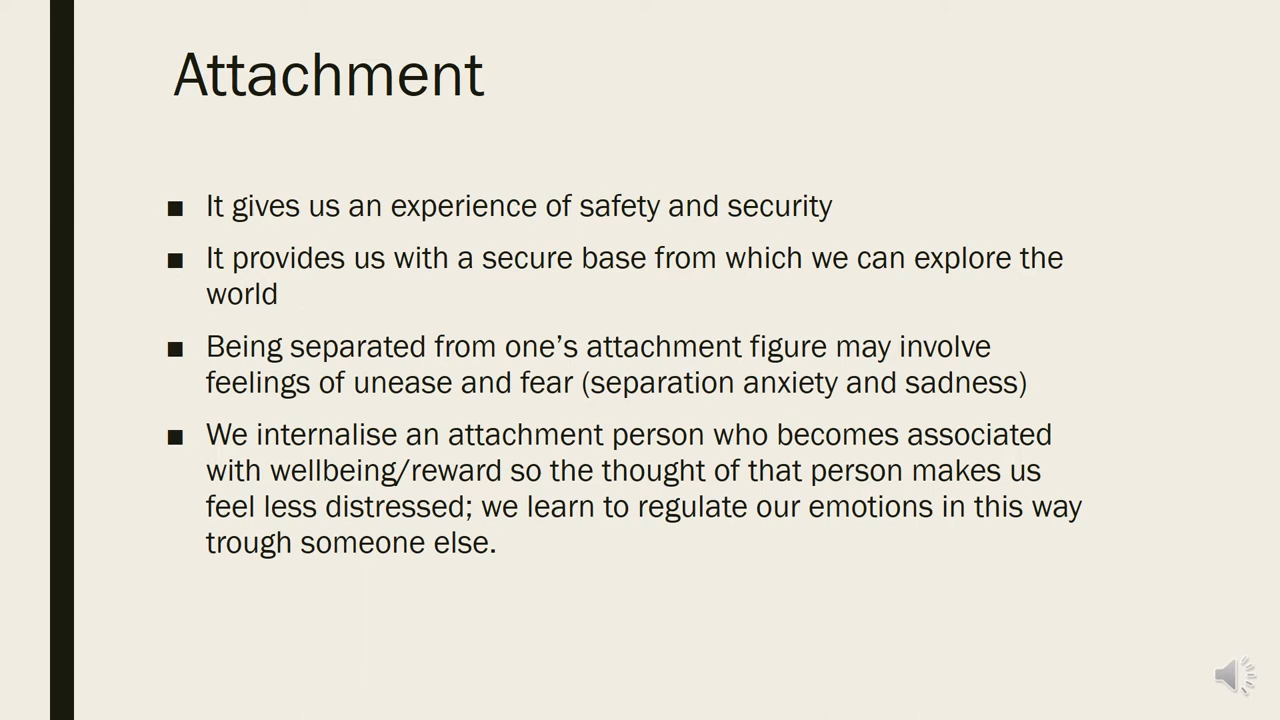 Attachment
■ It gives us an experience of safety and security
■ It provides us with a secure base from which we can explore the
world
■ Being separated from one’s attachment figure may involve
feelings of unease and fear (separation anxiety and sadness)
■ We internalise an attachment person who becomes associated
with wellbeing/reward so the thought of that person makes us
feel less distressed; we learn to regulate our emotions in this way
trough someone else.